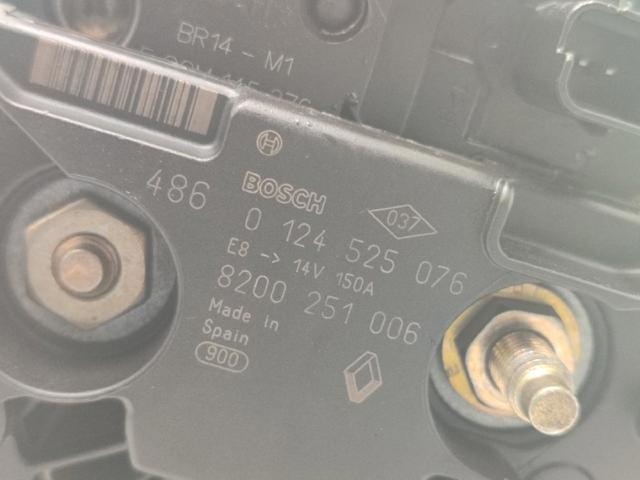 BR14 - M1
486
BOSCH
037
0 124 525 076
E8 -> 14V 150A
8200 251 006
Made in
Spain
900